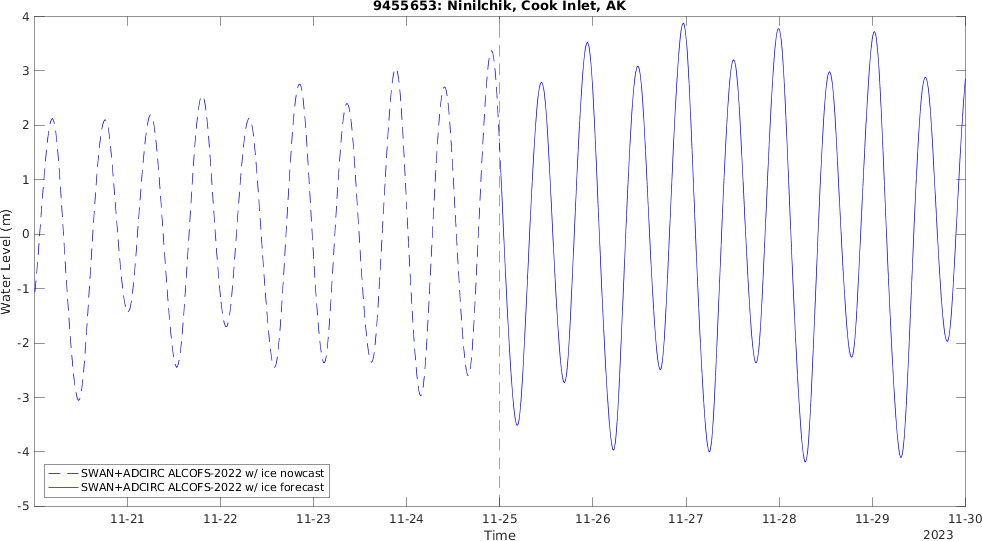 9455653: Ninilchik, Cook Inlet, AK
4
3
2
1
0
-1
-2
-3
-4
-5
Water Level (m)
SWAN+ADCIRC ALCOFS-2022 w/ ice nowcast
SWAN+ADCIRC ALCOFS-2022 w/ ice forecast
11-21 11-22 11-23 11-24 11-25 11-26 11-27 11-28 11-29 11-30
Time
2023